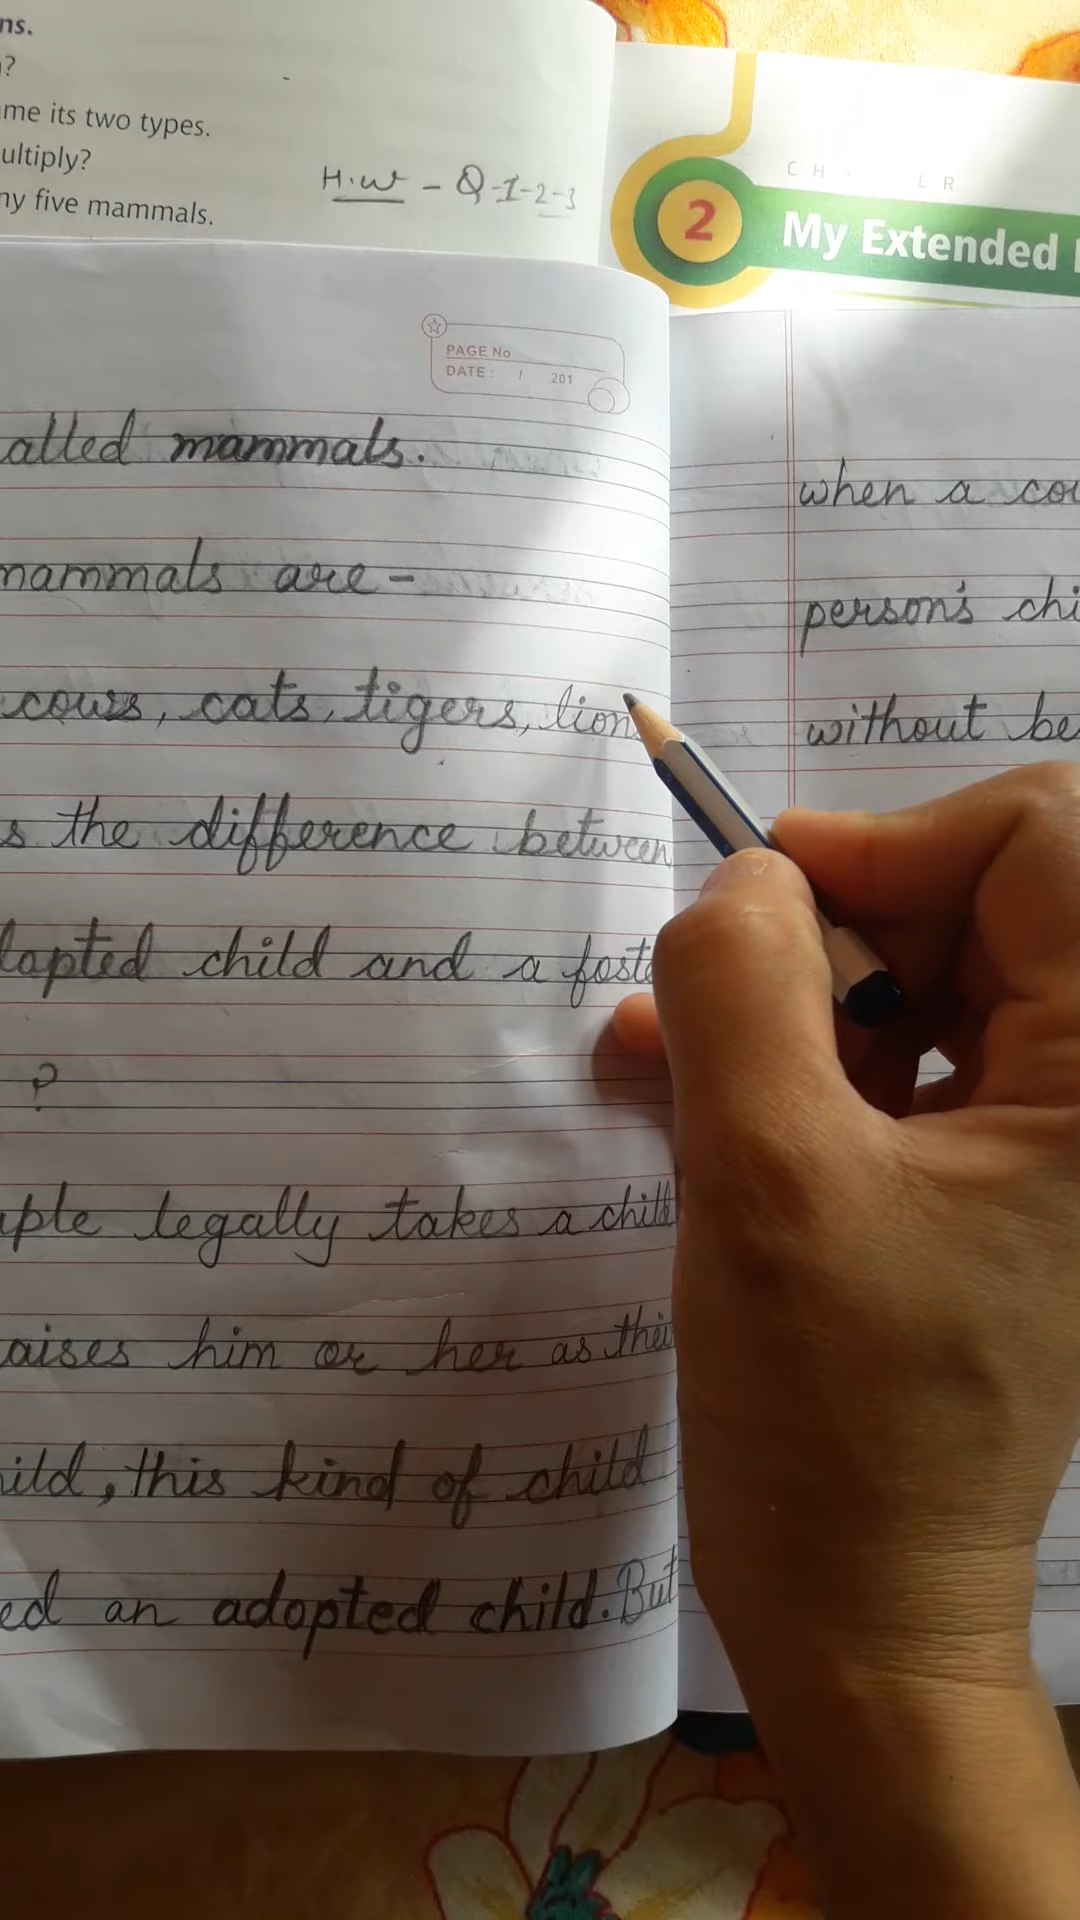 ns.
?
me its two types.
ultiply?
ny five mammals.
H.W - Q-1-2-3
2
My Extended
PAGE No
DATE : / 201
alled mammals.
mammals are-
cows, cats, tigers, lion
s the difference between
dopted child and a foste
?
uple legally takes a child
aises him or her as thei
ild, this kind of child
ed an adopted child. But
when a cou
person's chi
without be